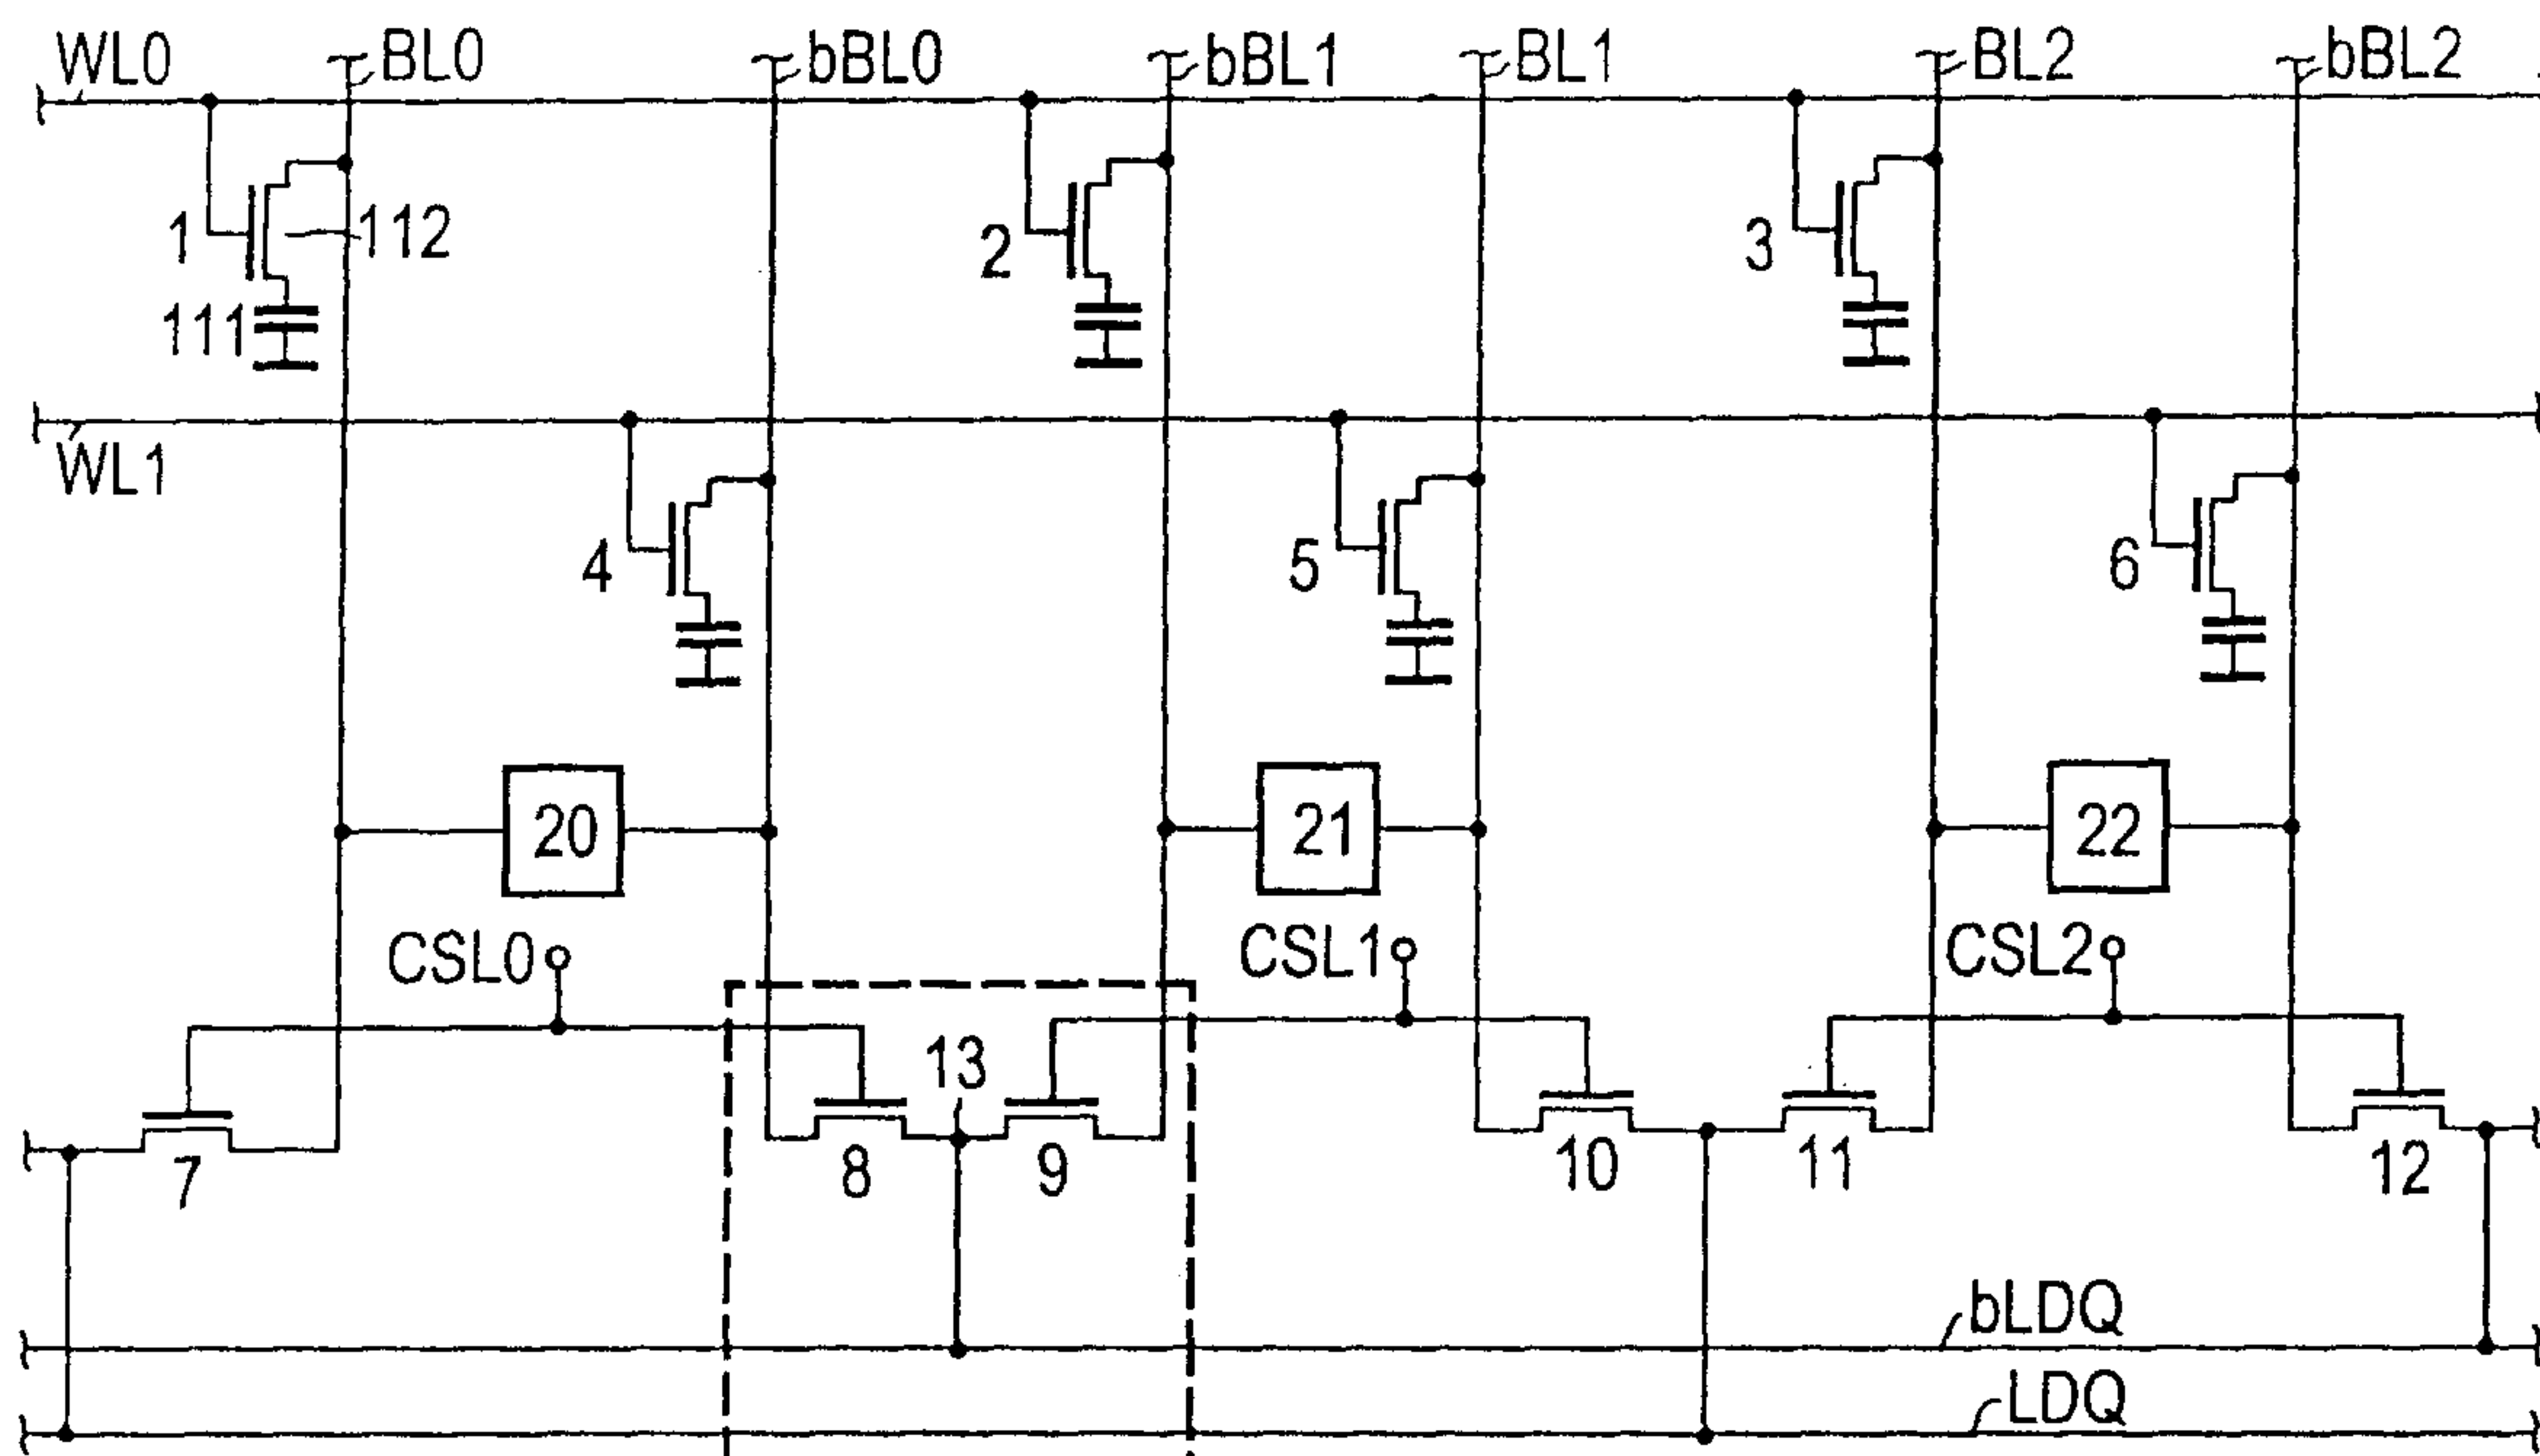 WL0 BL0 bBL0 bBL1 BL1 BL2 bBL2
1 112 2 3
111
WL1
4 5 6
20 21 22
CSL0 CSL1 CSL2
13
7 8 9 10 11 12
bLDQ
LDQ